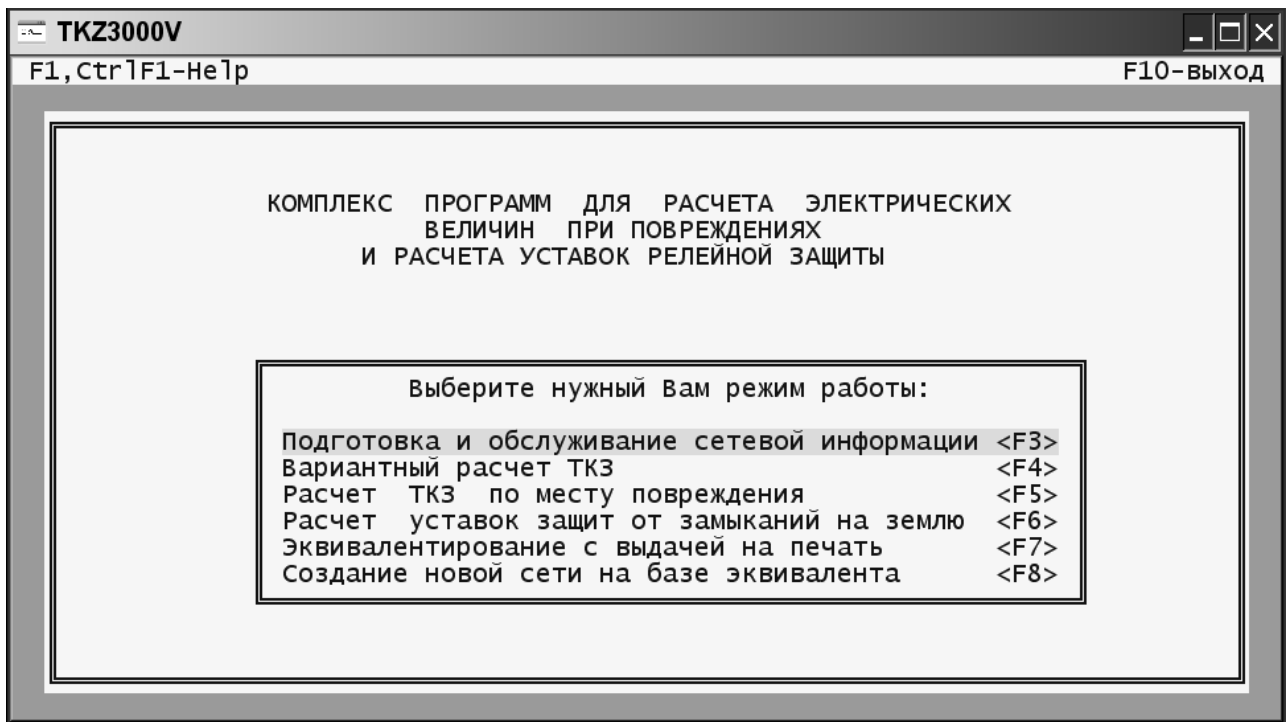 TKZ3000V
F1,CtrlF1-Help F10-выход
КОМПЛЕКС ПРОГРАММ ДЛЯ РАСЧЕТА ЭЛЕКТРИЧЕСКИХ
ВЕЛИЧИН ПРИ ПОВРЕЖДЕНИЯХ
И РАСЧЕТА УСТАВОК РЕЛЕЙНОЙ ЗАЩИТЫ
Выберите нужный Вам режим работы:
Подготовка и обслуживание сетевой информации <F3>
Вариантный расчет ТКЗ <F4>
Расчет ТКЗ по месту повреждения <F5>
Расчет уставок защит от замыканий на землю <F6>
Эквивалентирование с выдачей на печать <F7>
Создание новой сети на базе эквивалента <F8>